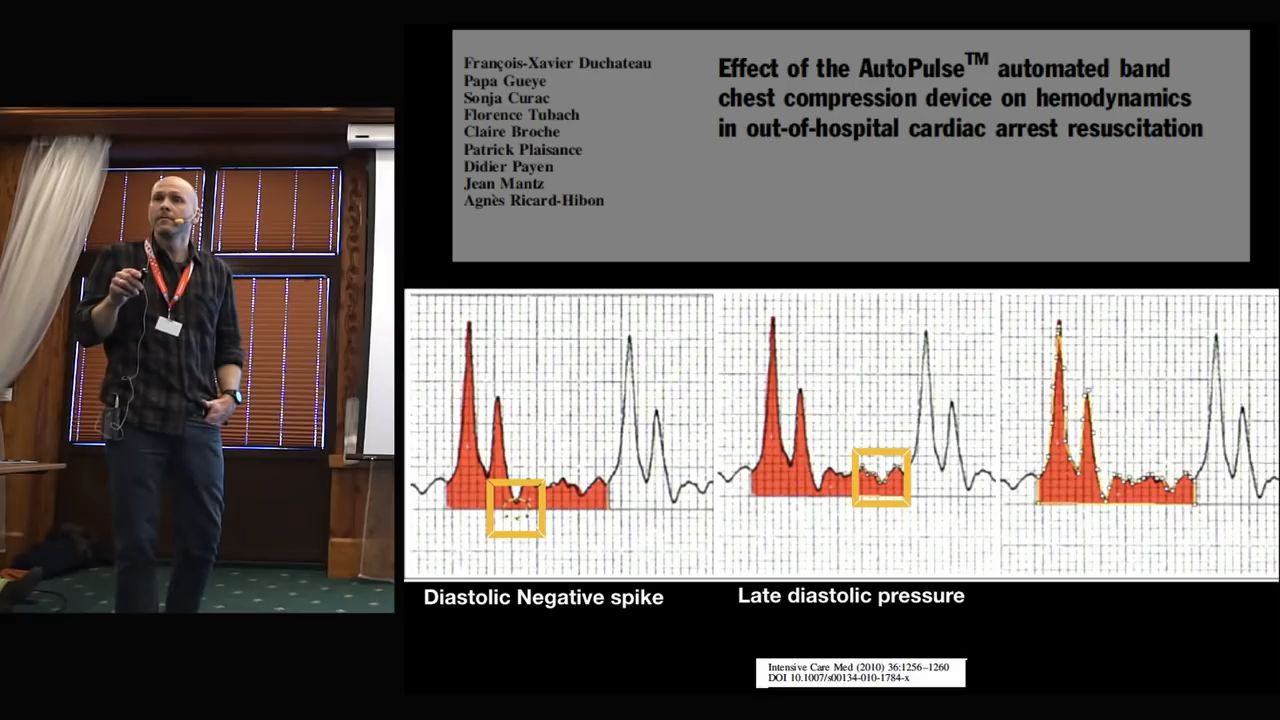 François-Xavier Duchateau
Papa Gueye
Sonja Curac
Florence Tubach
Claire Broche
Patrick Plaisance
Didier Payen
Jean Mantz
Agnès Ricard-Hibon
Effect of the AutoPulse™ automated band
chest compression device on hemodynamics
in out-of-hospital cardiac arrest resuscitation
Diastolic Negative spike
Late diastolic pressure
Intensive Care Med (2010) 36:1256–1260
DOI 10.1007/s00134-010-1784-x